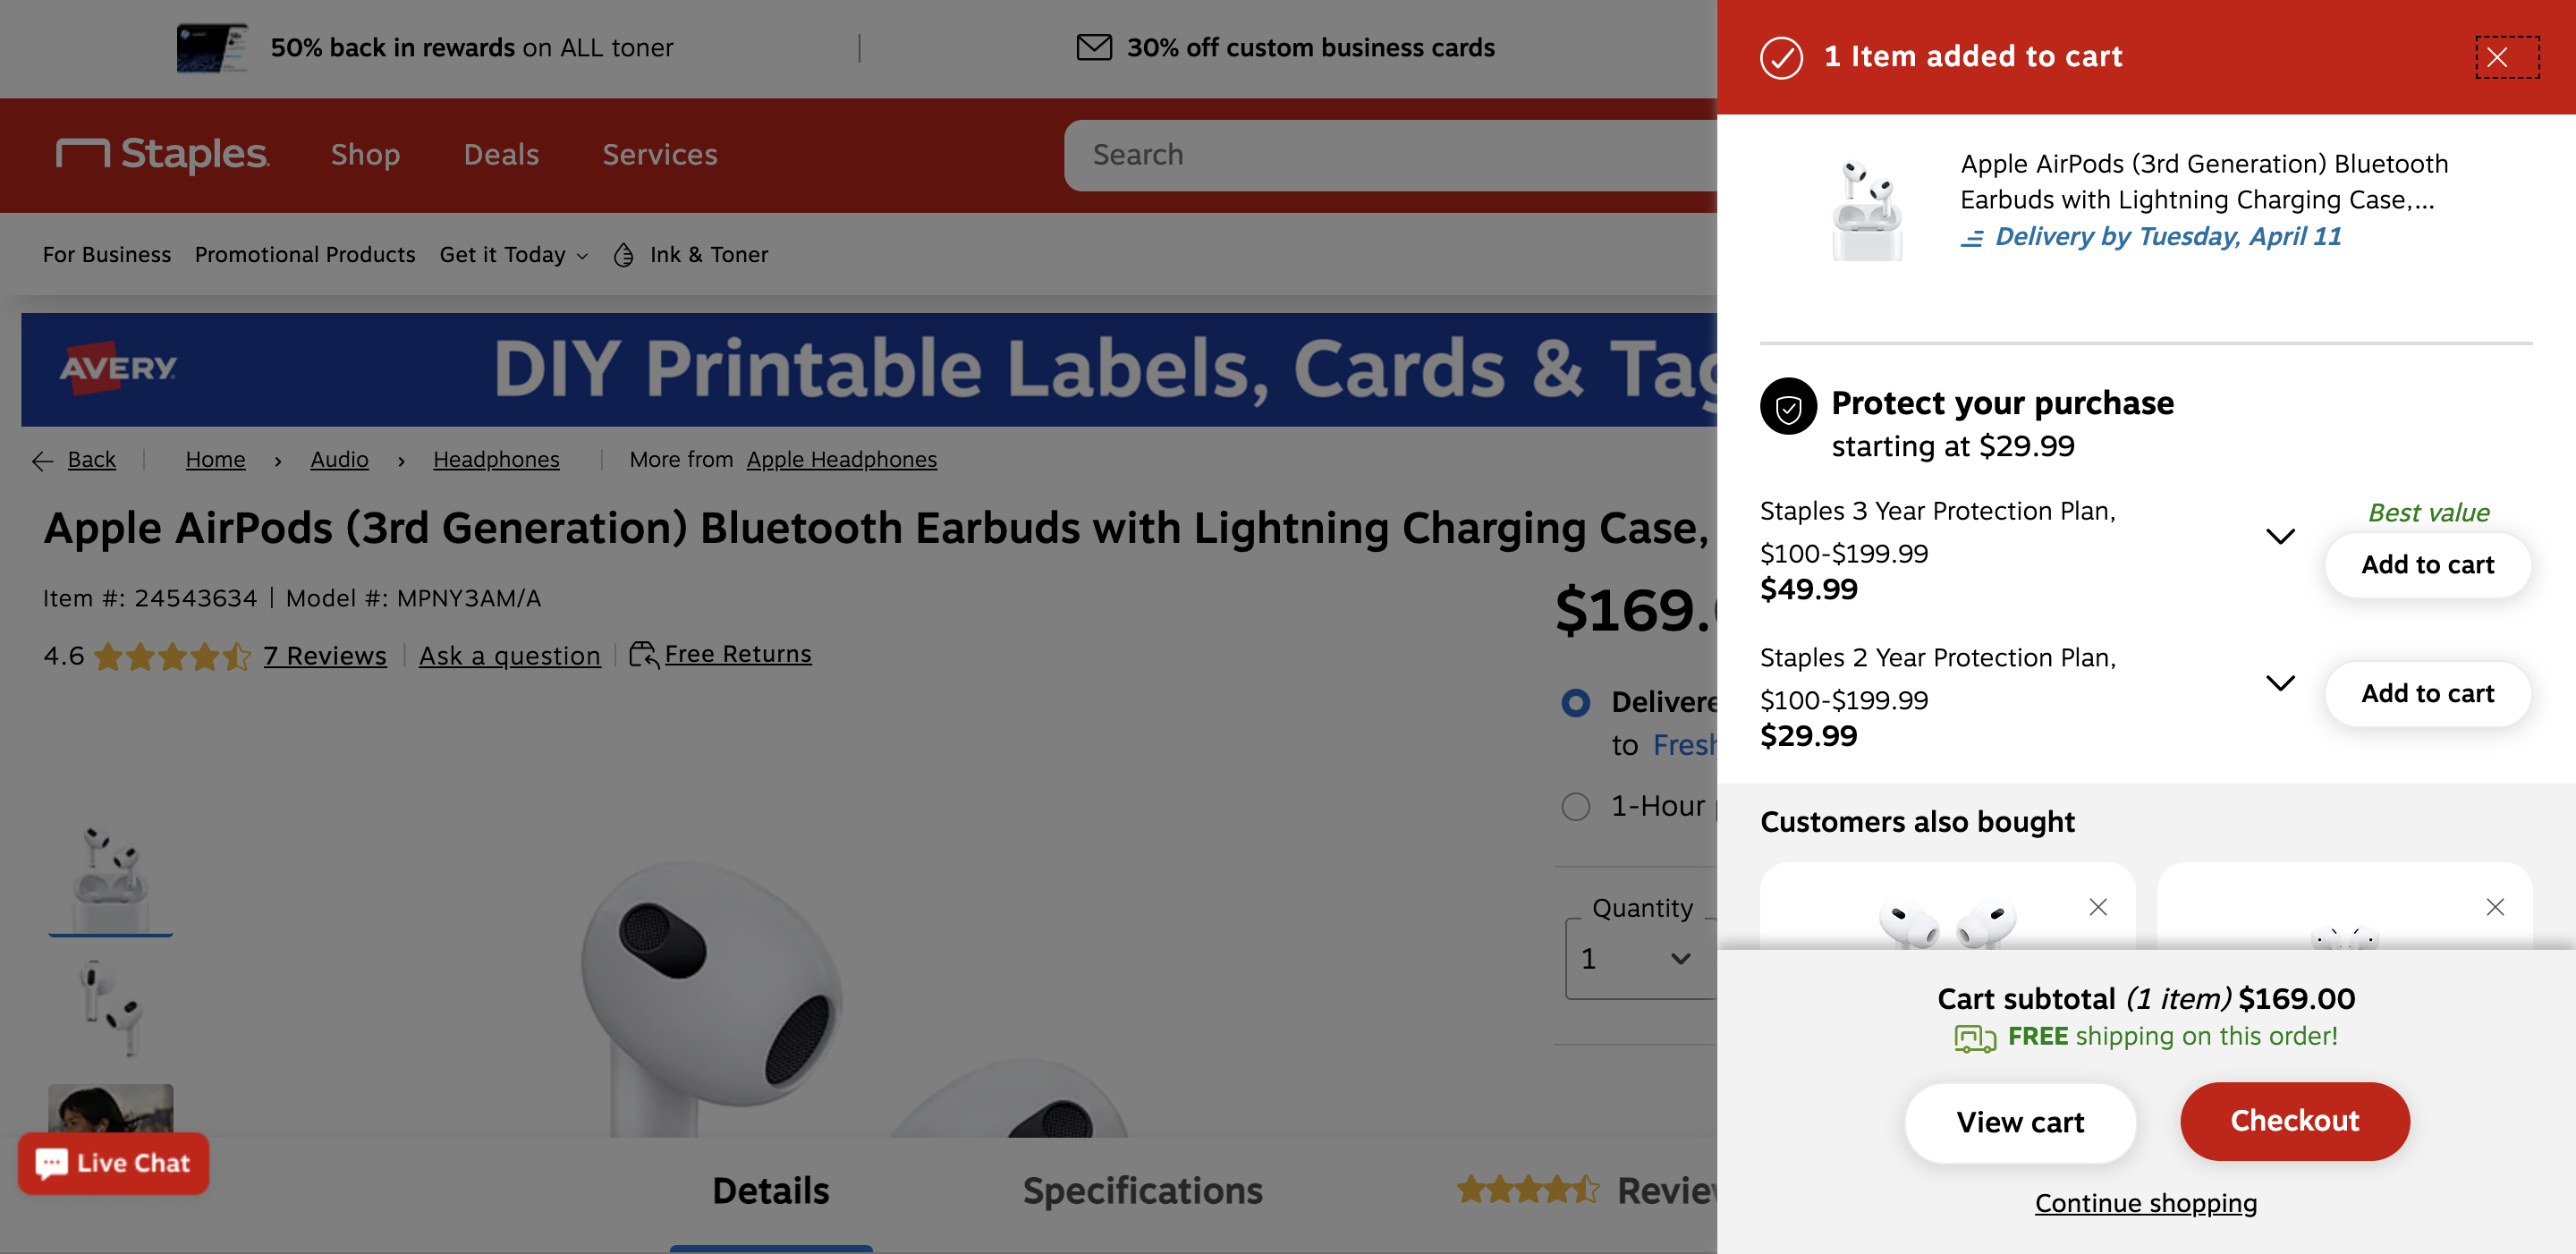 50% back in rewards on ALL toner
30% off custom business cards
Staples.
Shop
Deals
Services
Search
For Business
Promotional Products
Get it Today
Ink & Toner
AVERY
DIY Printable Labels, Cards & Tag
Back
Home
Audio
Headphones
More from Apple Headphones
Apple AirPods (3rd Generation) Bluetooth Earbuds with Lightning Charging Case,
Item #: 24543634 | Model #: MPNY3AM/A
4.6
7 Reviews
Ask a question
Free Returns
$169.
Delivere
to Fresh
1-Hour
Quantity
1
Live Chat
Details
Specifications
Review
1 Item added to cart
Apple AirPods (3rd Generation) Bluetooth
Earbuds with Lightning Charging Case,...
Delivery by Tuesday, April 11
Protect your purchase
starting at $29.99
Staples 3 Year Protection Plan,
$100-$199.99
$49.99
Best value
Add to cart
Staples 2 Year Protection Plan,
$100-$199.99
$29.99
Add to cart
Customers also bought
Cart subtotal (1 item) $169.00
FREE shipping on this order!
View cart
Checkout
Continue shopping